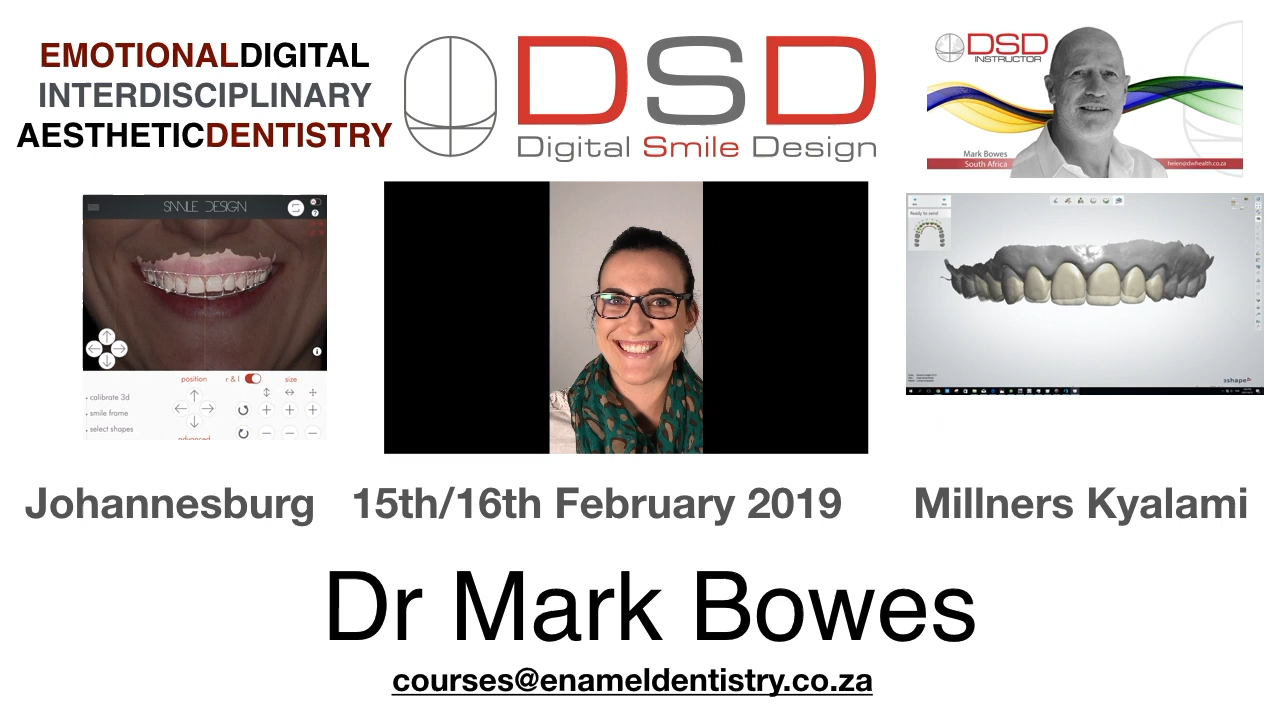 EMOTIONALDIGITAL
INTERDISCIPLINARY
AESTHETICDENTISTRY
DSD
Digital Smile Design
DSD
INSTRUCTOR
Mark Bowes
South Africa
helen@dwhealth.co.za
SMILE DESIGN
position
r & l
size
calibrate 3d
smile frame
select shapes
advanced
Ready to send
3shape
Johannesburg
15th/16th February 2019
Millners Kyalami
Dr Mark Bowes
courses@enameldentistry.co.za